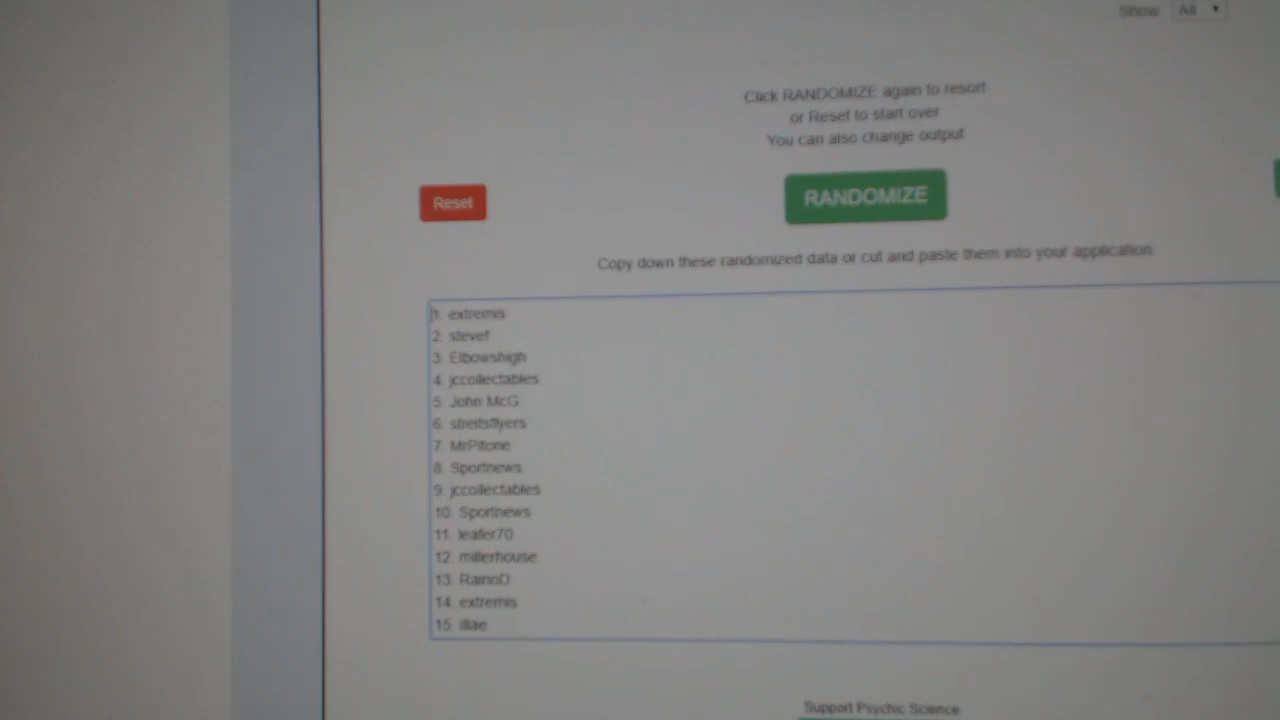 Show All
Click RANDOMIZE again to resort
or Reset to start over
You can also change output
Reset
RANDOMIZE
Copy down these randomized data or cut and paste them into your application
1. extremis
2. stevef
3. Elbowshigh
4. jccollectables
5. John McG
6. streitsflyers
7. MrPitone
8. Sportnews
9. jccollectables
10. Sportnews
11. leafer70
12. millerhouse
13. RainoD
14. extremis
15. illae
Support Psychic Science